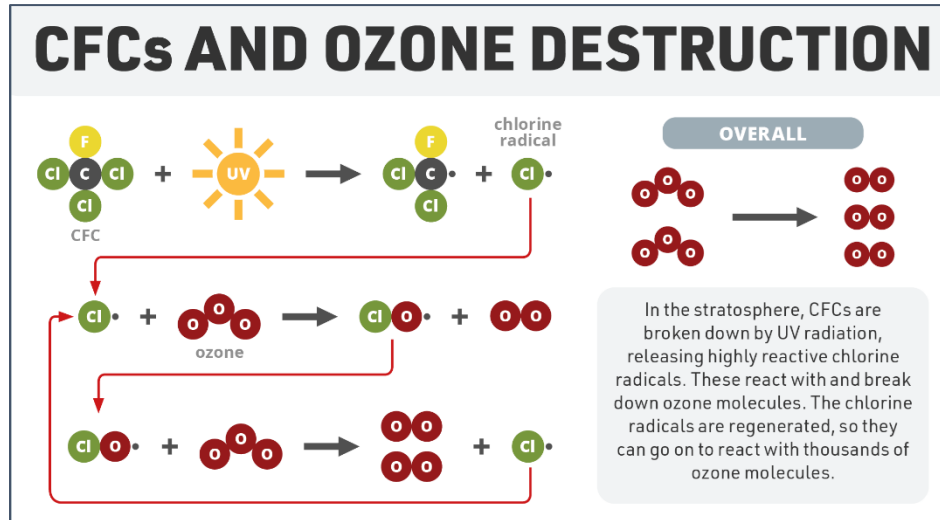 CFCs AND OZONE DESTRUCTION
F
Cl C Cl
Cl
CFC
+
UV
F
Cl C
Cl
+
chlorine
radical
Cl
Cl
+
O O O
ozone
Cl O
+
O O
Cl O
+
O O O
O O
O O
+
Cl
OVERALL
O O O
O O O
O O
O O
O O
In the stratosphere, CFCs are
broken down by UV radiation,
releasing highly reactive chlorine
radicals. These react with and break
down ozone molecules. The chlorine
radicals are regenerated, so they
can go on to react with thousands of
ozone molecules.